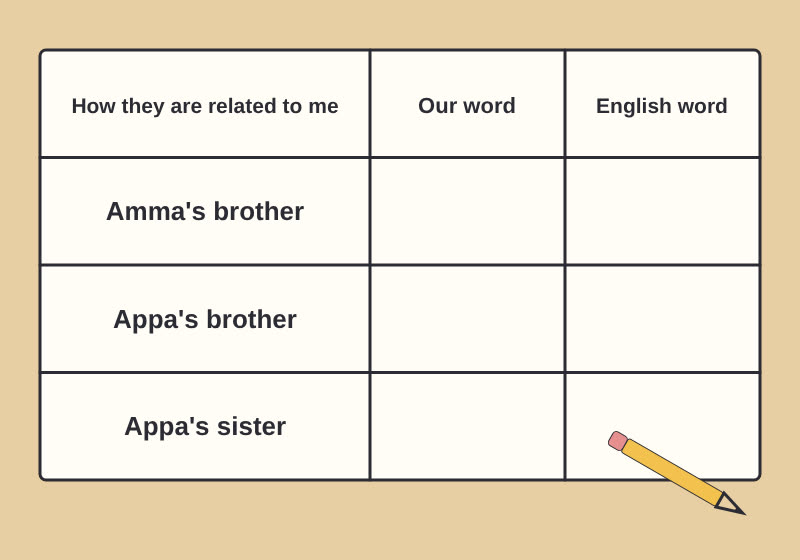 How they are related to me
Our word
English word
Amma's brother
Appa's brother
Appa's sister